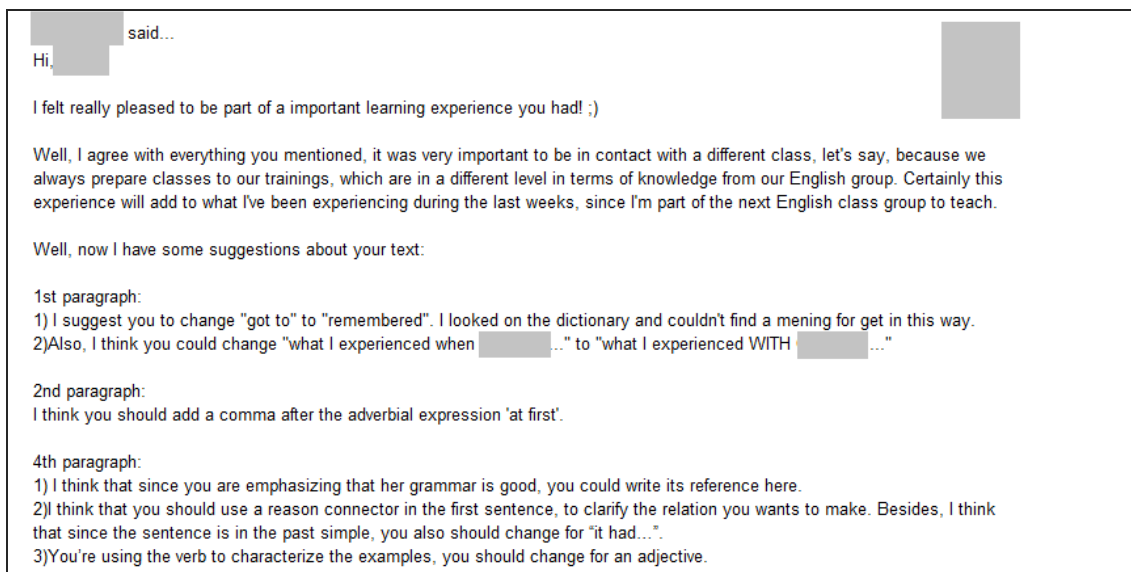 said...
Hi,
I felt really pleased to be part of a important learning experience you had! ;)
Well, I agree with everything you mentioned, it was very important to be in contact with a different class, let's say, because we
always prepare classes to our trainings, which are in a different level in terms of knowledge from our English group. Certainly this
experience will add to what I've been experiencing during the last weeks, since I'm part of the next English class group to teach.
Well, now I have some suggestions about your text:
1st paragraph:
1) I suggest you to change "got to" to "remembered". I looked on the dictionary and couldn't find a mening for get in this way.
2)Also, I think you could change "what I experienced when ..." to "what I experienced WITH ..."
2nd paragraph:
I think you should add a comma after the adverbial expression 'at first'.
4th paragraph:
1) I think that since you are emphasizing that her grammar is good, you could write its reference here.
2)I think that you should use a reason connector in the first sentence, to clarify the relation you wants to make. Besides, I think
that since the sentence is in the past simple, you also should change for “it had...”.
3)You're using the verb to characterize the examples, you should change for an adjective.